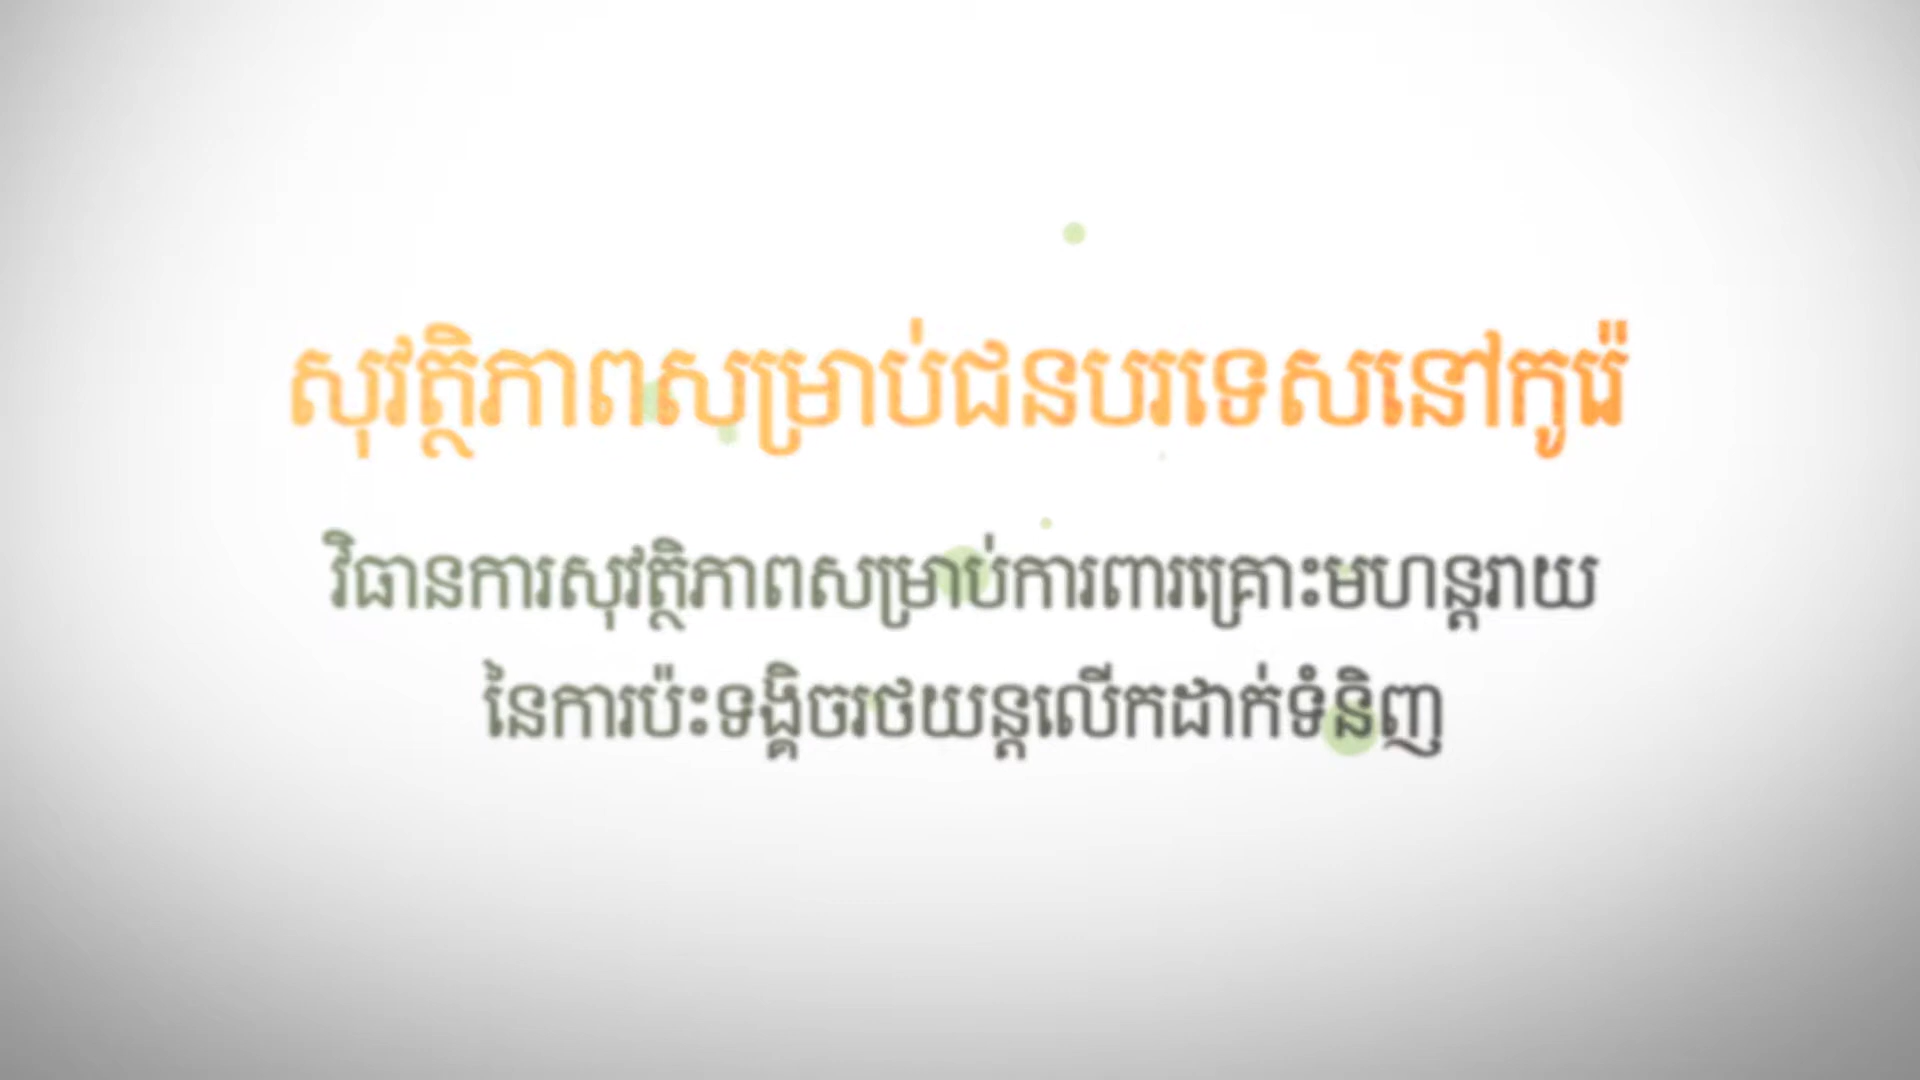 សុវត្ថិភាពសម្រាប់ជនបរទេសនៅកូរ៉េ
វិធានការសុវត្ថិភាពសម្រាប់ការពារគ្រោះមហន្តរាយ
នៃការប៉ះទង្គិចរថយន្តលើកដាក់ទំនិញ